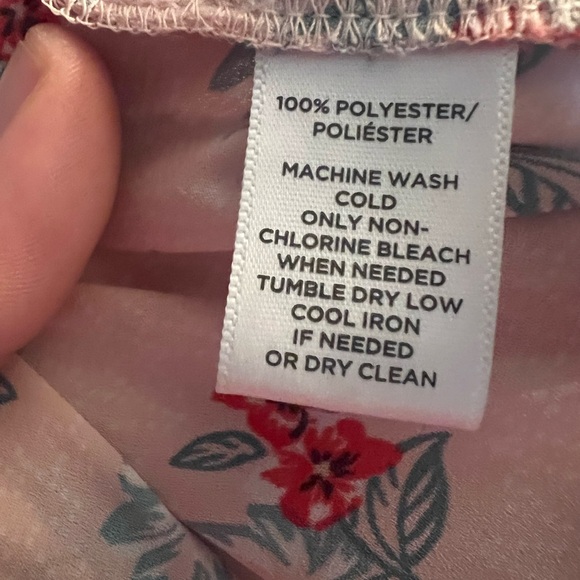 100% POLYESTER/
POLIÉSTER
MACHINE WASH
COLD
ONLY NON-
CHLORINE BLEACH
WHEN NEEDED
TUMBLE DRY LOW
COOL IRON
IF NEEDED
OR DRY CLEAN